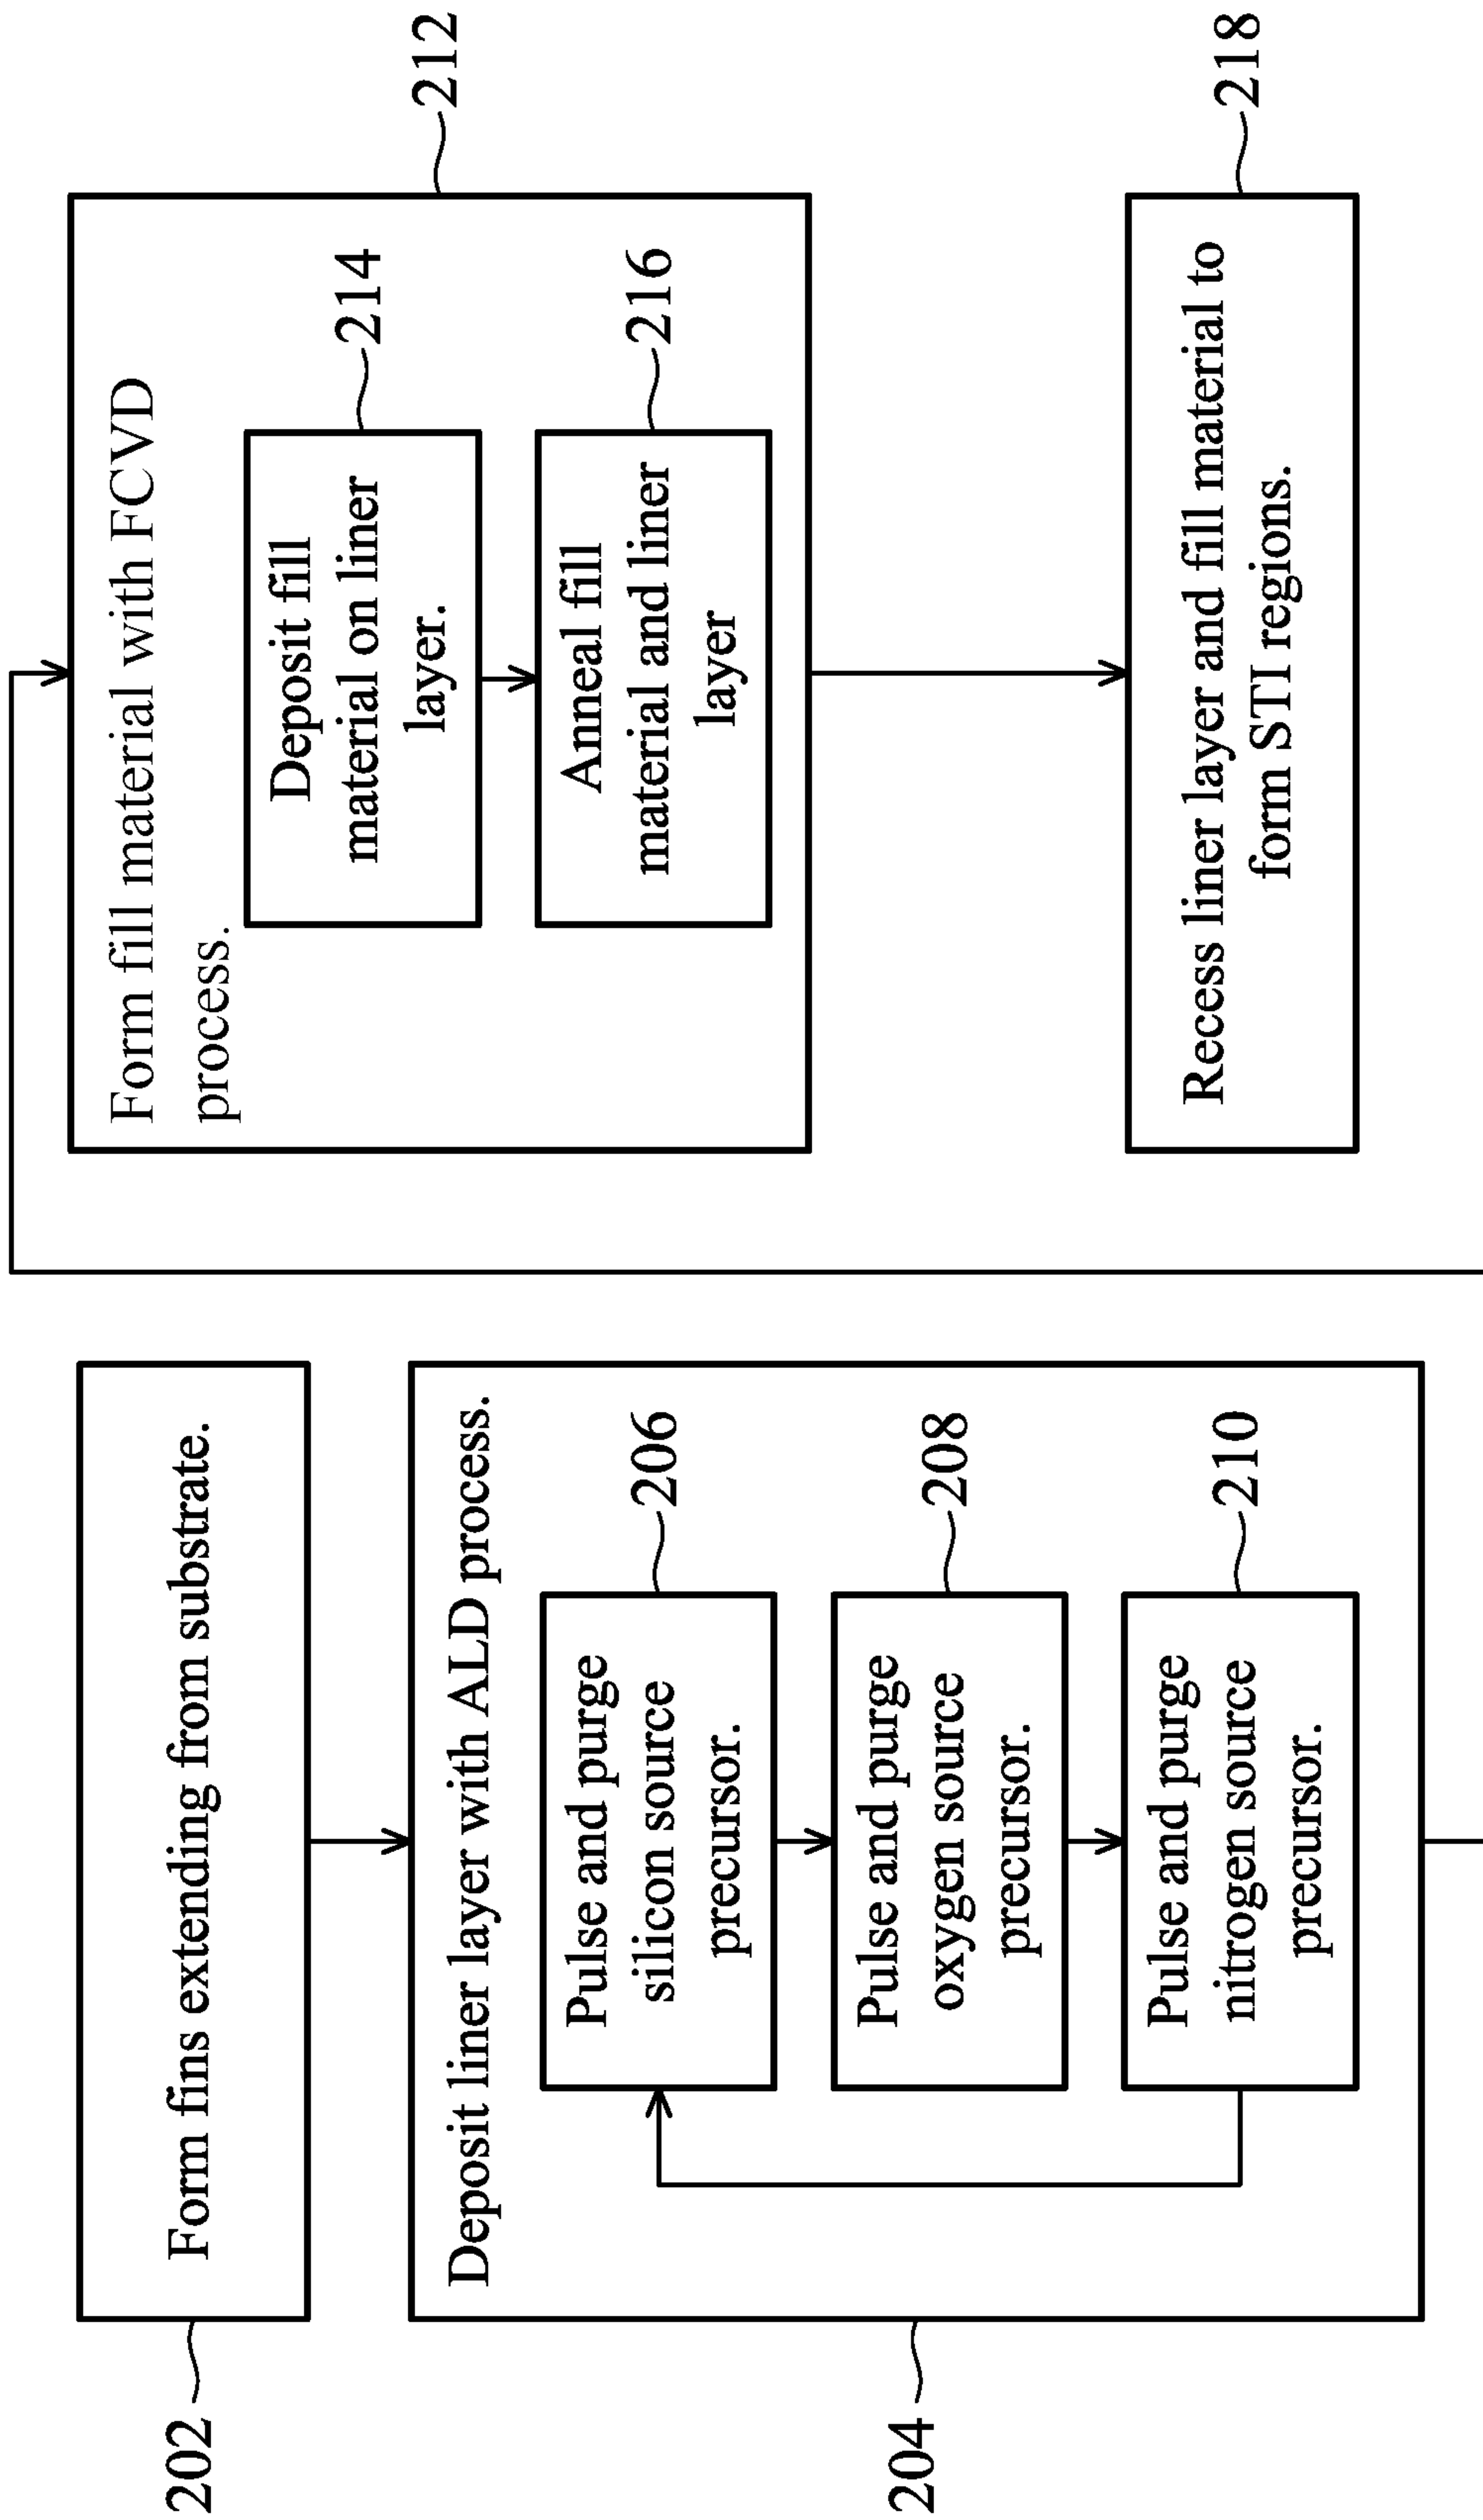 Form fins extending from substrate.
202
Deposit liner layer with ALD process.
204
Pulse and purge
silicon source
precursor.
206
Pulse and purge
oxygen source
precursor.
208
Pulse and purge
nitrogen source
precursor.
210
Form fill material with FCVD
process.
212
Deposit fill
material on liner
layer.
214
Anneal fill
material and liner
layer
216
Recess liner layer and fill material to
form STI regions.
218